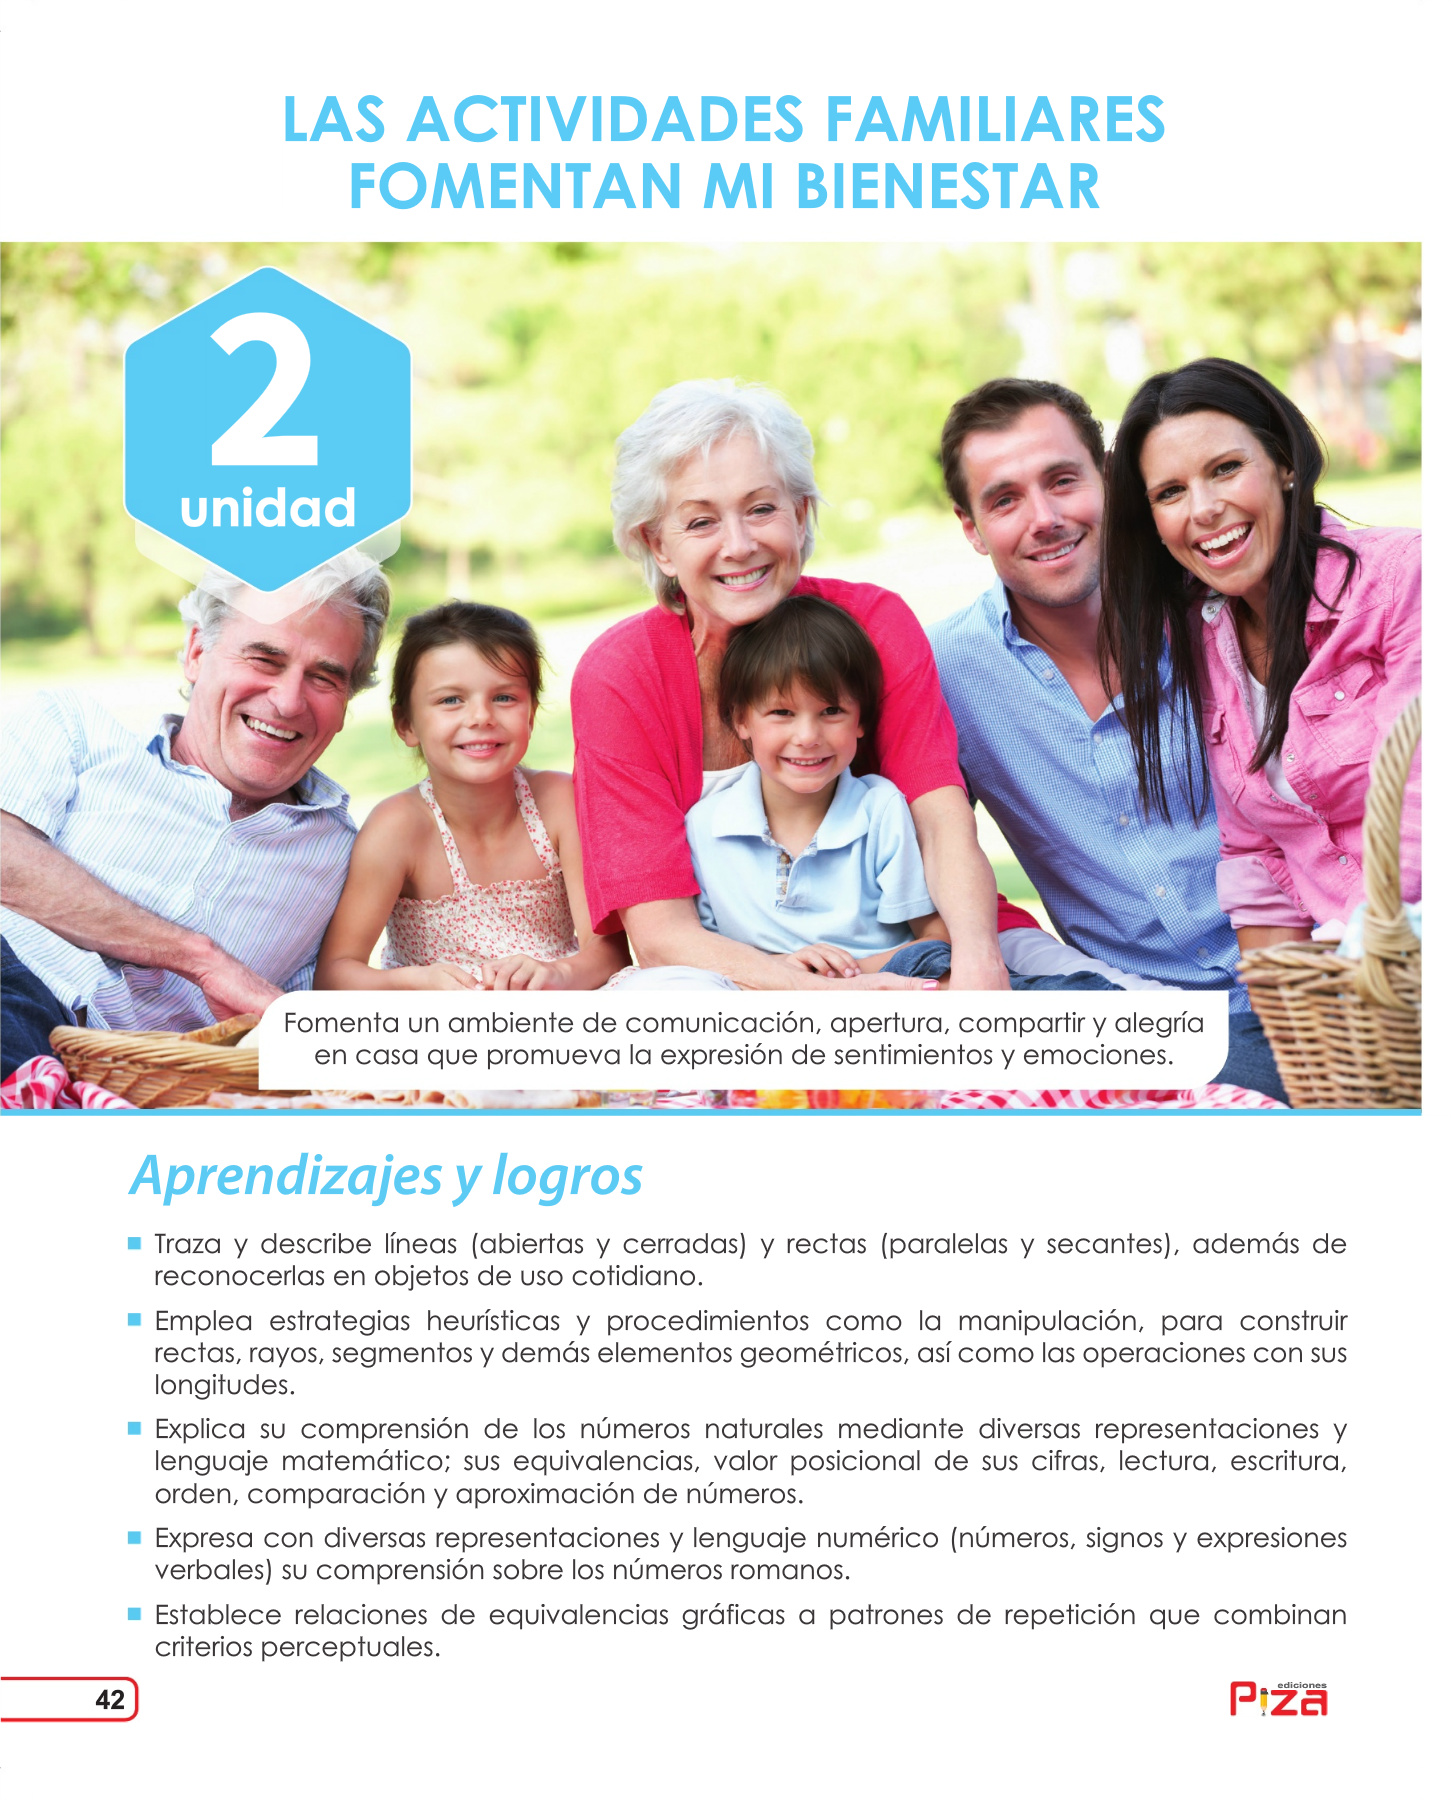 LAS ACTIVIDADES FAMILIARES
FOMENTAN MI BIENESTAR
2
unidad
Fomenta un ambiente de comunicación, apertura, compartir y alegría
en casa que promueva la expresión de sentimientos y emociones.
Aprendizajes y logros
Traza y describe líneas (abiertas y cerradas) y rectas (paralelas y secantes), además de
reconocerlas en objetos de uso cotidiano.
Emplea estrategias heurísticas y procedimientos como la manipulación, para construir
rectas, rayos, segmentos y demás elementos geométricos, así como las operaciones con sus
longitudes.
Explica su comprensión de los números naturales mediante diversas representaciones y
lenguaje matemático; sus equivalencias, valor posicional de sus cifras, lectura, escritura,
orden, comparación y aproximación de números.
Expresa con diversas representaciones y lenguaje numérico (números, signos y expresiones
verbales) su comprensión sobre los números romanos.
Establece relaciones de equivalencias gráficas a patrones de repetición que combinan
criterios perceptuales.
42
ediciones
Piza